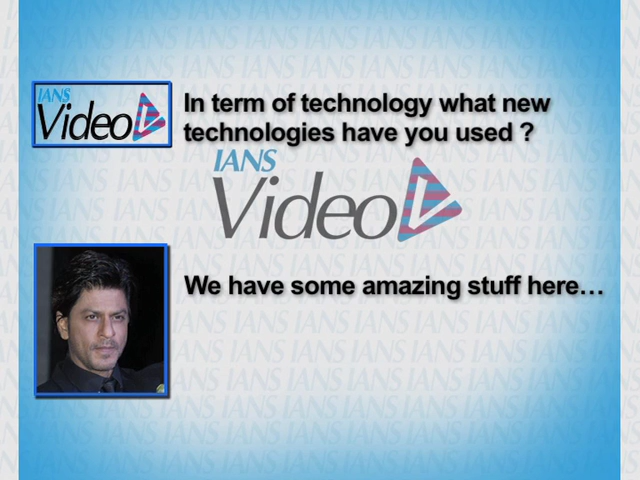 IANS
Video
In term of technology what new
technologies have you used ?
IANS
Video
We have some amazing stuff here...